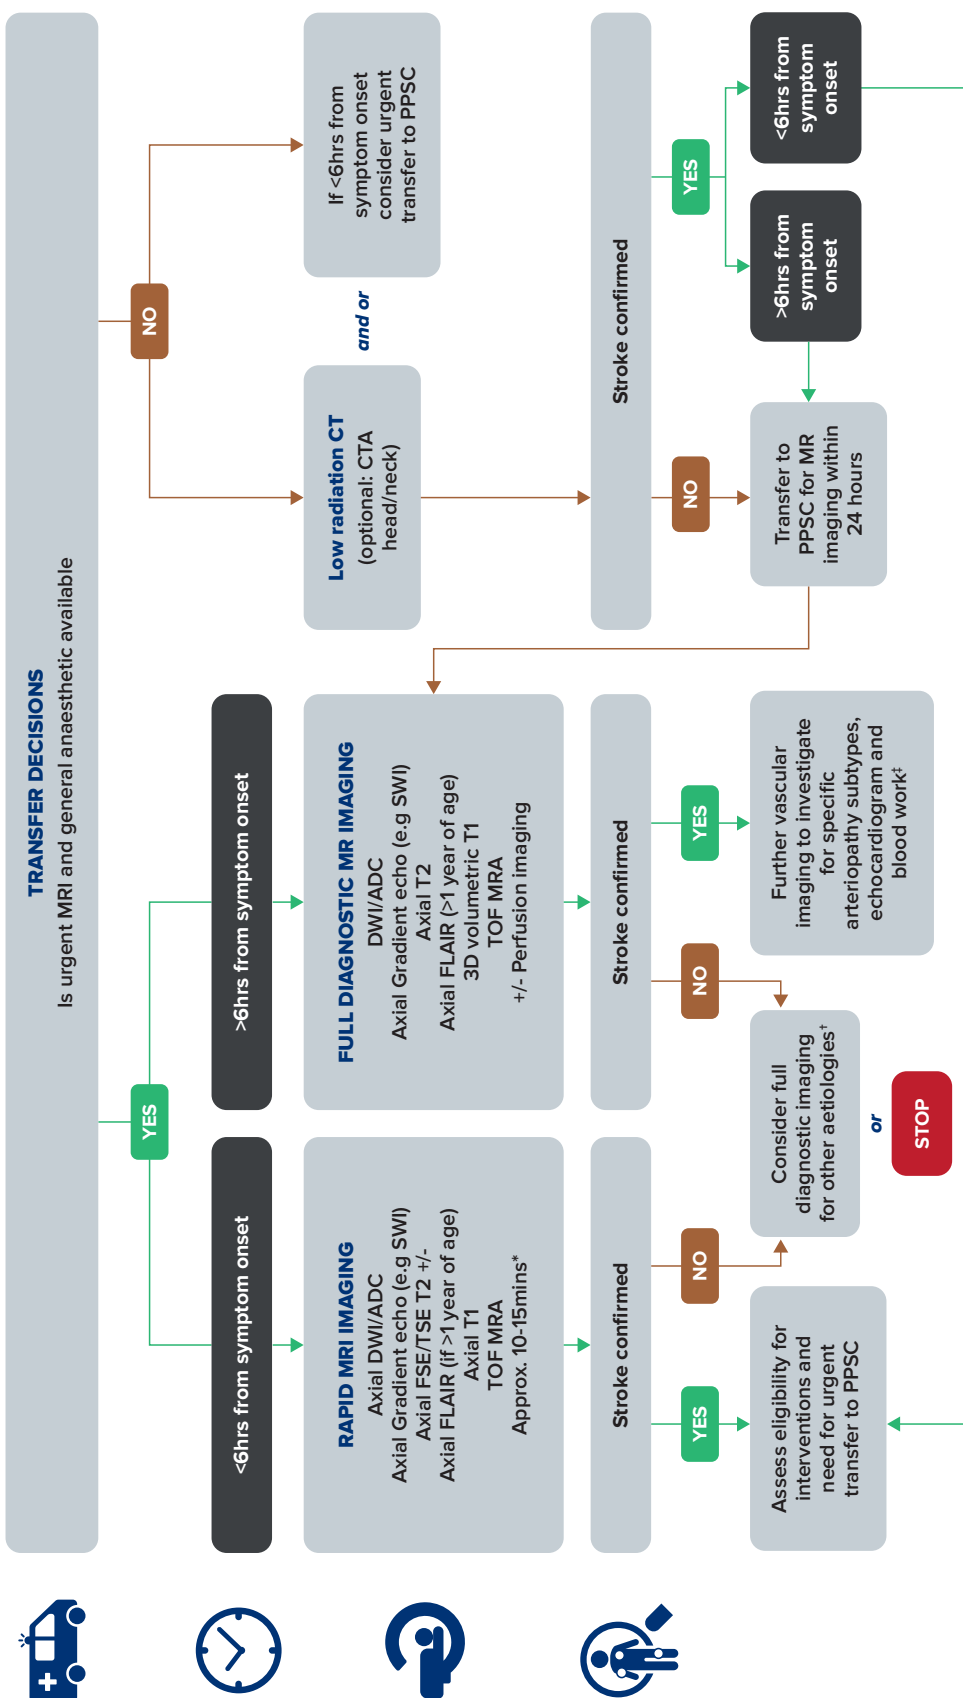 TRANSFER DECISIONS
Is urgent MRI and general anaesthetic available
YES
NO
<6hrs from symptom onset
>6hrs from symptom onset
RAPID MRI IMAGING
Axial DWI/ADC
Axial Gradient echo (e.g SWI)
Axial FSE/TSE T2 +/-
Axial FLAIR (if >1 year of age)
Axial T1
TOF MRA
Approx. 10-15mins*
FULL DIAGNOSTIC MR IMAGING
DWI/ADC
Axial Gradient echo (e.g SWI)
Axial T2
Axial FLAIR (>1 year of age)
3D volumetric T1
TOF MRA
+/- Perfusion imaging
Low radiation CT
(optional: CTA
head/neck)
and or
If <6hrs from
symptom onset
consider urgent
transfer to PPSC
Stroke confirmed
Stroke confirmed
Stroke confirmed
YES
NO
NO
YES
NO
YES
Assess eligibility for
interventions and
need for urgent
transfer to PPSC
Consider full
diagnostic imaging
for other aetiologies†
or
STOP
Further vascular
imaging to investigate
for specific
arteriopathy subtypes,
echocardiogram and
blood work‡
Transfer to
PPSC for MR
imaging within
24 hours
>6hrs from
symptom
onset
<6hrs from
symptom
onset